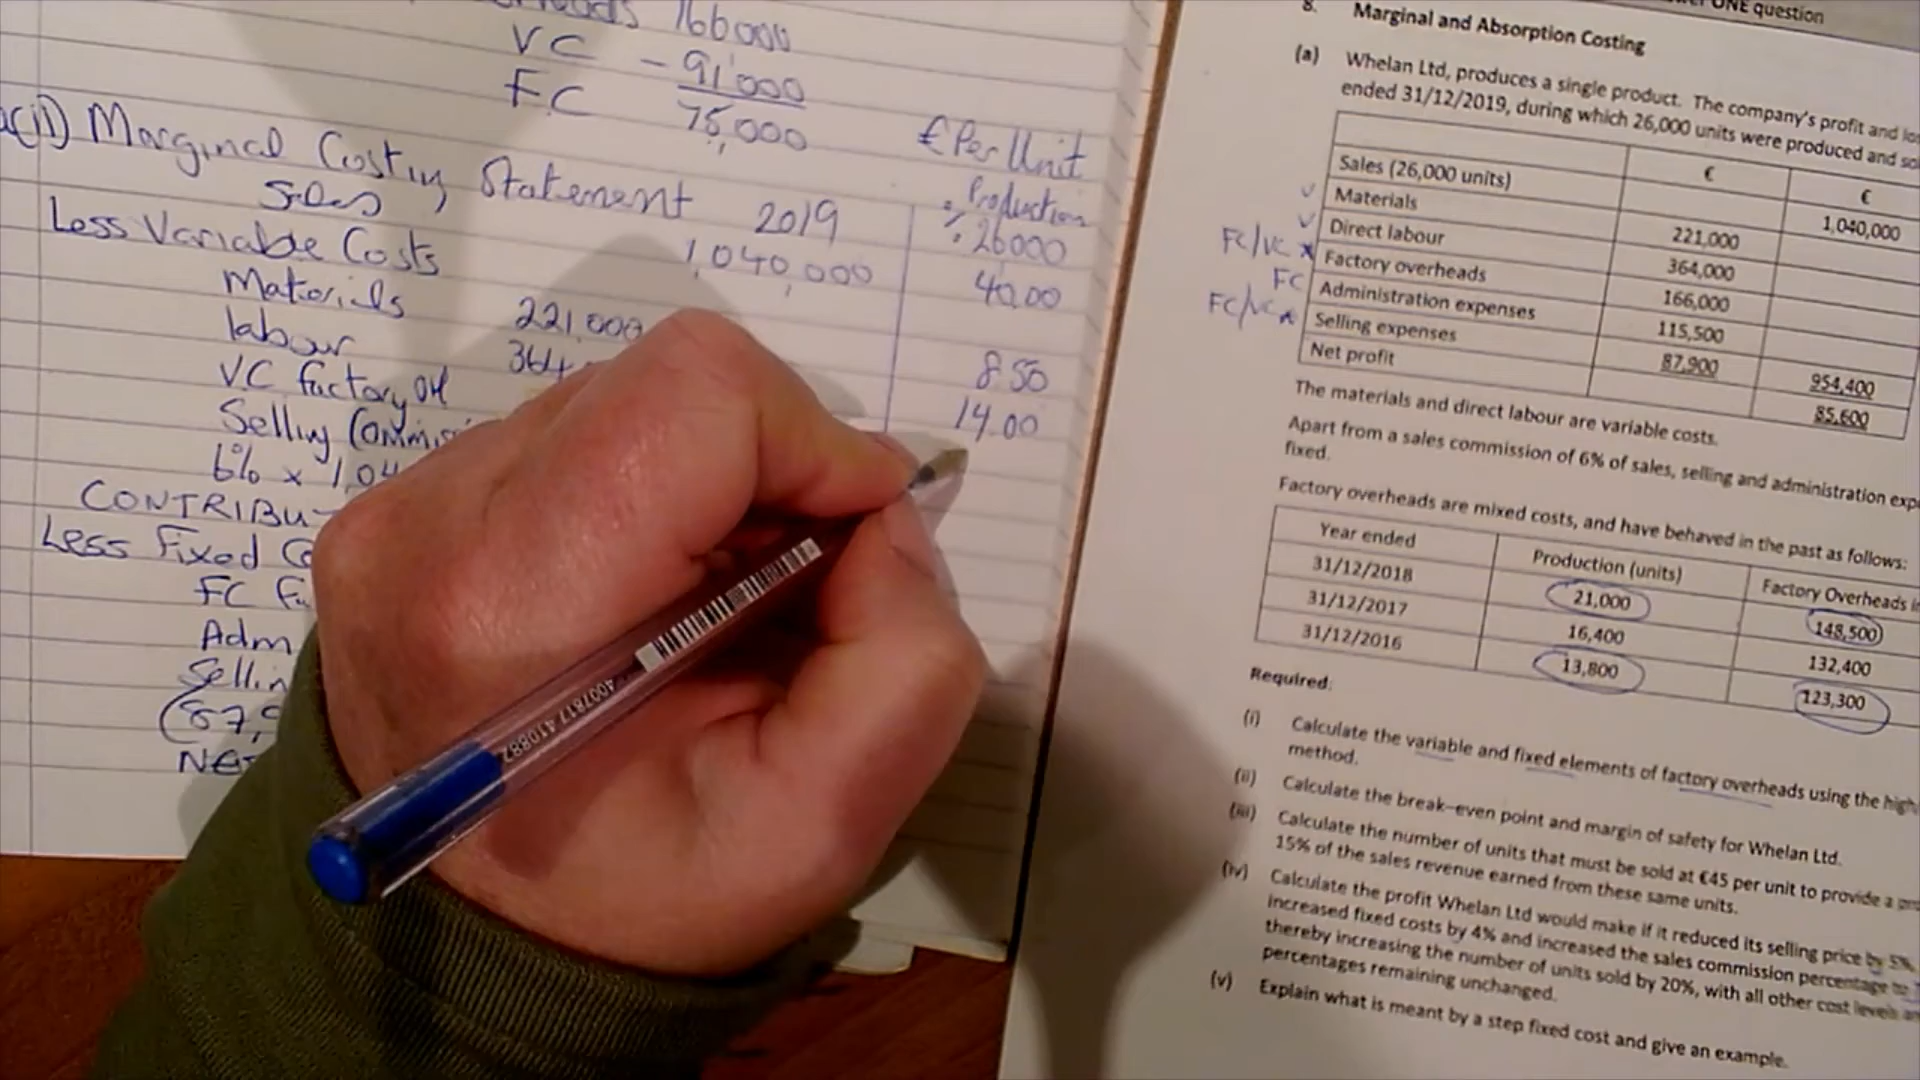 166000
VC - 91,000
FC 75,000
a(ii) Marginal Costing Statement 2019
€ Per Unit
Production
÷ 26000
Sales 1,040,000 40.00
Less Variable Costs
Materials 221,000 8.50
labour 364 14.00
VC factory OH
Selling
6% x 1,04
CONTRIBU
Less Fixed
FC
Adm
Sellin
(87,9
NET
ONE question
8. Marginal and Absorption Costing
(a) Whelan Ltd, produces a single product. The company's profit and
ended 31/12/2019, during which 26,000 units were produced and
€ €
Sales (26,000 units) 1,040,000
✓ Materials 221,000
✓ Direct labour 364,000
FC/VC Factory overheads 166,000
FC Administration expenses 115,500
FC/VC Selling expenses 87,900 954,400
Net profit 85,600
The materials and direct labour are variable costs.
Apart from a sales commission of 6% of sales, selling and administration
fixed.
Factory overheads are mixed costs, and have behaved in the past as follows:
Year ended Production (units) Factory Overheads
31/12/2018 21,000 148,500
31/12/2017 16,400 132,400
31/12/2016 13,800 123,300
Required:
(i) Calculate the variable and fixed elements of factory overheads using the high
method.
(ii) Calculate the break-even point and margin of safety for Whelan Ltd.
(iii) Calculate the number of units that must be sold at €45 per unit to provide a
15% of the sales revenue earned from these same units.
(iv) Calculate the profit Whelan Ltd would make if it reduced its selling price by 5%,
increased fixed costs by 4% and increased the sales commission percentage to
thereby increasing the number of units sold by 20%, with all other cost levels
percentages remaining unchanged.
(v) Explain what is meant by a step fixed cost and give an example.
4007817 410887